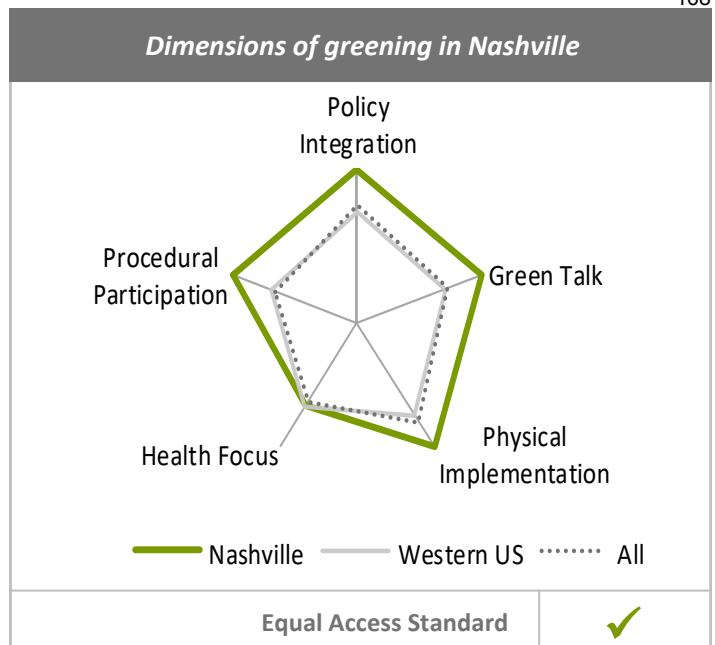 Dimensions of greening in Nashville
Policy
Integration
Procedural
Participation
Green Talk
Health Focus
Physical
Implementation
Nashville
Western US
All
Equal Access Standard